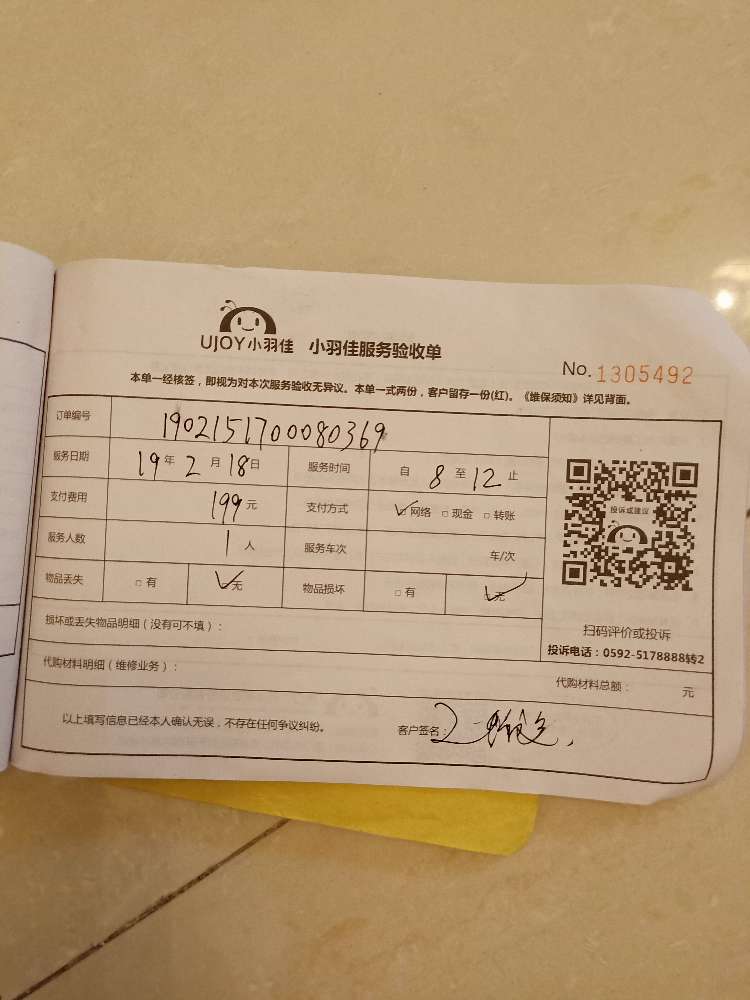 UJOY小羽佳 小羽佳服务验收单
No. 1305492
本单一经核签，即视为对本次服务验收无异议。本单一式两份，客户留存一份(红)。《维保须知》详见背面。
订单编号 1902151700080369
服务日期 19年2月18日 服务时间 自8至12止
支付费用 199元 支付方式 ☑网络 □现金 □转账
服务人数 1人 服务车次 车/次
物品丢失 □有 ☑无 物品损坏 □有 ☑无
投诉或建议
扫码评价或投诉
投诉电话：0592-5178888转2
损坏或丢失物品明细（没有可不填）：
代购材料明细（维修业务）： 代购材料总额： 元
以上填写信息已经本人确认无误，不存在任何争议纠纷。 客户签名：